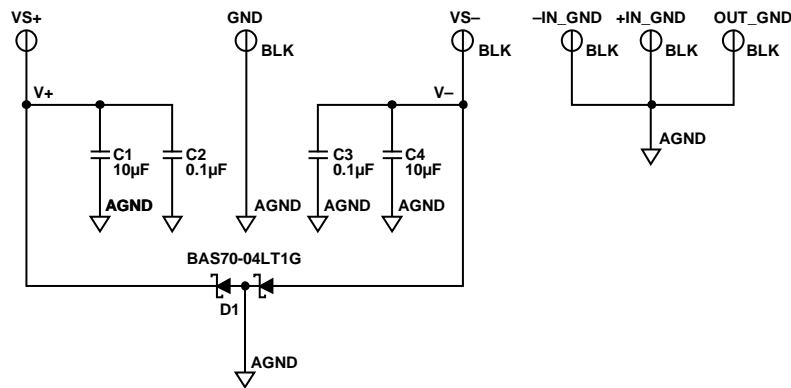 VS+
GND
VS–
–IN_GND
+IN_GND
OUT_GND
BLK
BLK
BLK
BLK
BLK
V+
V–
C1
10µF
C2
0.1µF
C3
0.1µF
C4
10µF
AGND
AGND
AGND
AGND
AGND
BAS70-04LT1G
D1
AGND